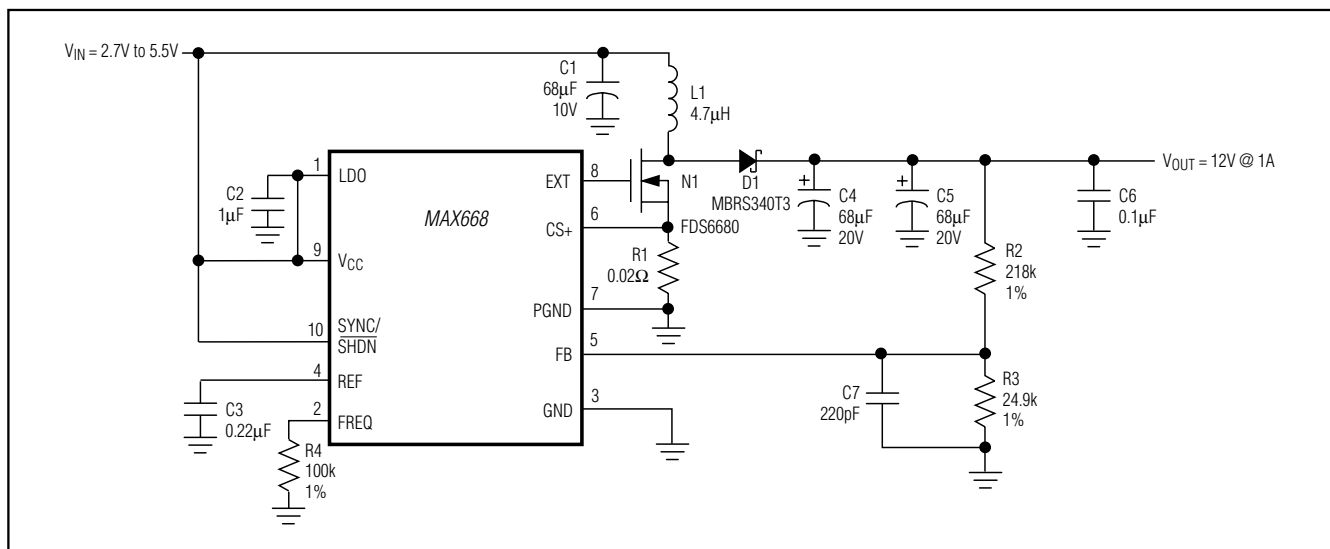 V_IN = 2.7V to 5.5V
C1
68µF
10V
L1
4.7µH
1
LDO
C2
1µF
MAX668
EXT
8
N1
FDS6680
D1
MBRS340T3
C4
68µF
20V
C5
68µF
20V
V_OUT = 12V @ 1A
C6
0.1µF
CS+
6
9
V_CC
R1
0.02Ω
R2
218k
1%
PGND
7
10
SYNC/
SHDN
FB
5
4
REF
C3
0.22µF
2
FREQ
GND
3
C7
220pF
R3
24.9k
1%
R4
100k
1%
+
+